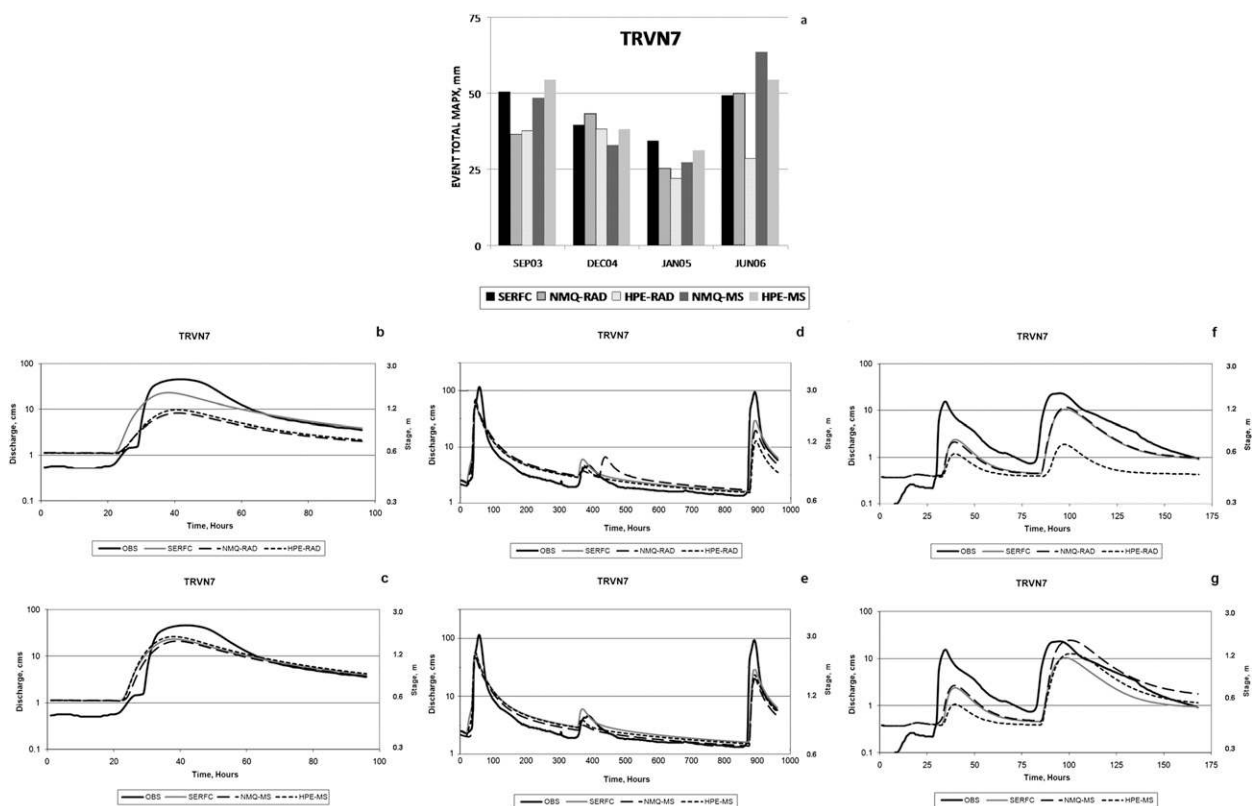 a
TRVN7
EVENT TOTAL MAPX, mm
75
50
25
0
SEP03 DEC04 JAN05 JUN06
SERFC NMQ-RAD HPE-RAD NMQ-MS HPE-MS
TRVN7
b
Discharge, cms
100
10
1
0.1
3.0
1.2
0.6
0.3
Stage, m
0 20 40 60 80 100
Time, Hours
OBS SERFC NMQ-RAD HPE-RAD
TRVN7
d
Discharge, cms
100
10
1
3.0
1.2
0.6
Stage, m
0 100 200 300 400 500 600 700 800 900 1000
Time, Hours
OBS SERFC NMQ-RAD HPE-RAD
TRVN7
f
Discharge, cms
100
10
1
0.1
3.0
1.2
0.6
0.3
Stage, m
0 25 50 75 100 125 150 175
Time, Hours
OBS SERFC NMQ-RAD HPE-RAD
TRVN7
c
Discharge, cms
100
10
1
0.1
3.0
1.2
0.6
0.3
Stage, m
0 20 40 60 80 100
Time, Hours
OBS SERFC NMQ-MS HPE-MS
TRVN7
e
Discharge, cms
100
10
1
3.0
1.2
0.6
Stage, m
0 100 200 300 400 500 600 700 800 900 1000
Time, Hours
OBS SERFC NMQ-MS HPE-MS
TRVN7
g
Discharge, cms
100
10
1
0.1
3.0
1.2
0.6
0.3
Stage, m
0 25 50 75 100 125 150 175
Time, Hours
OBS SERFC NMQ-MS HPE-MS